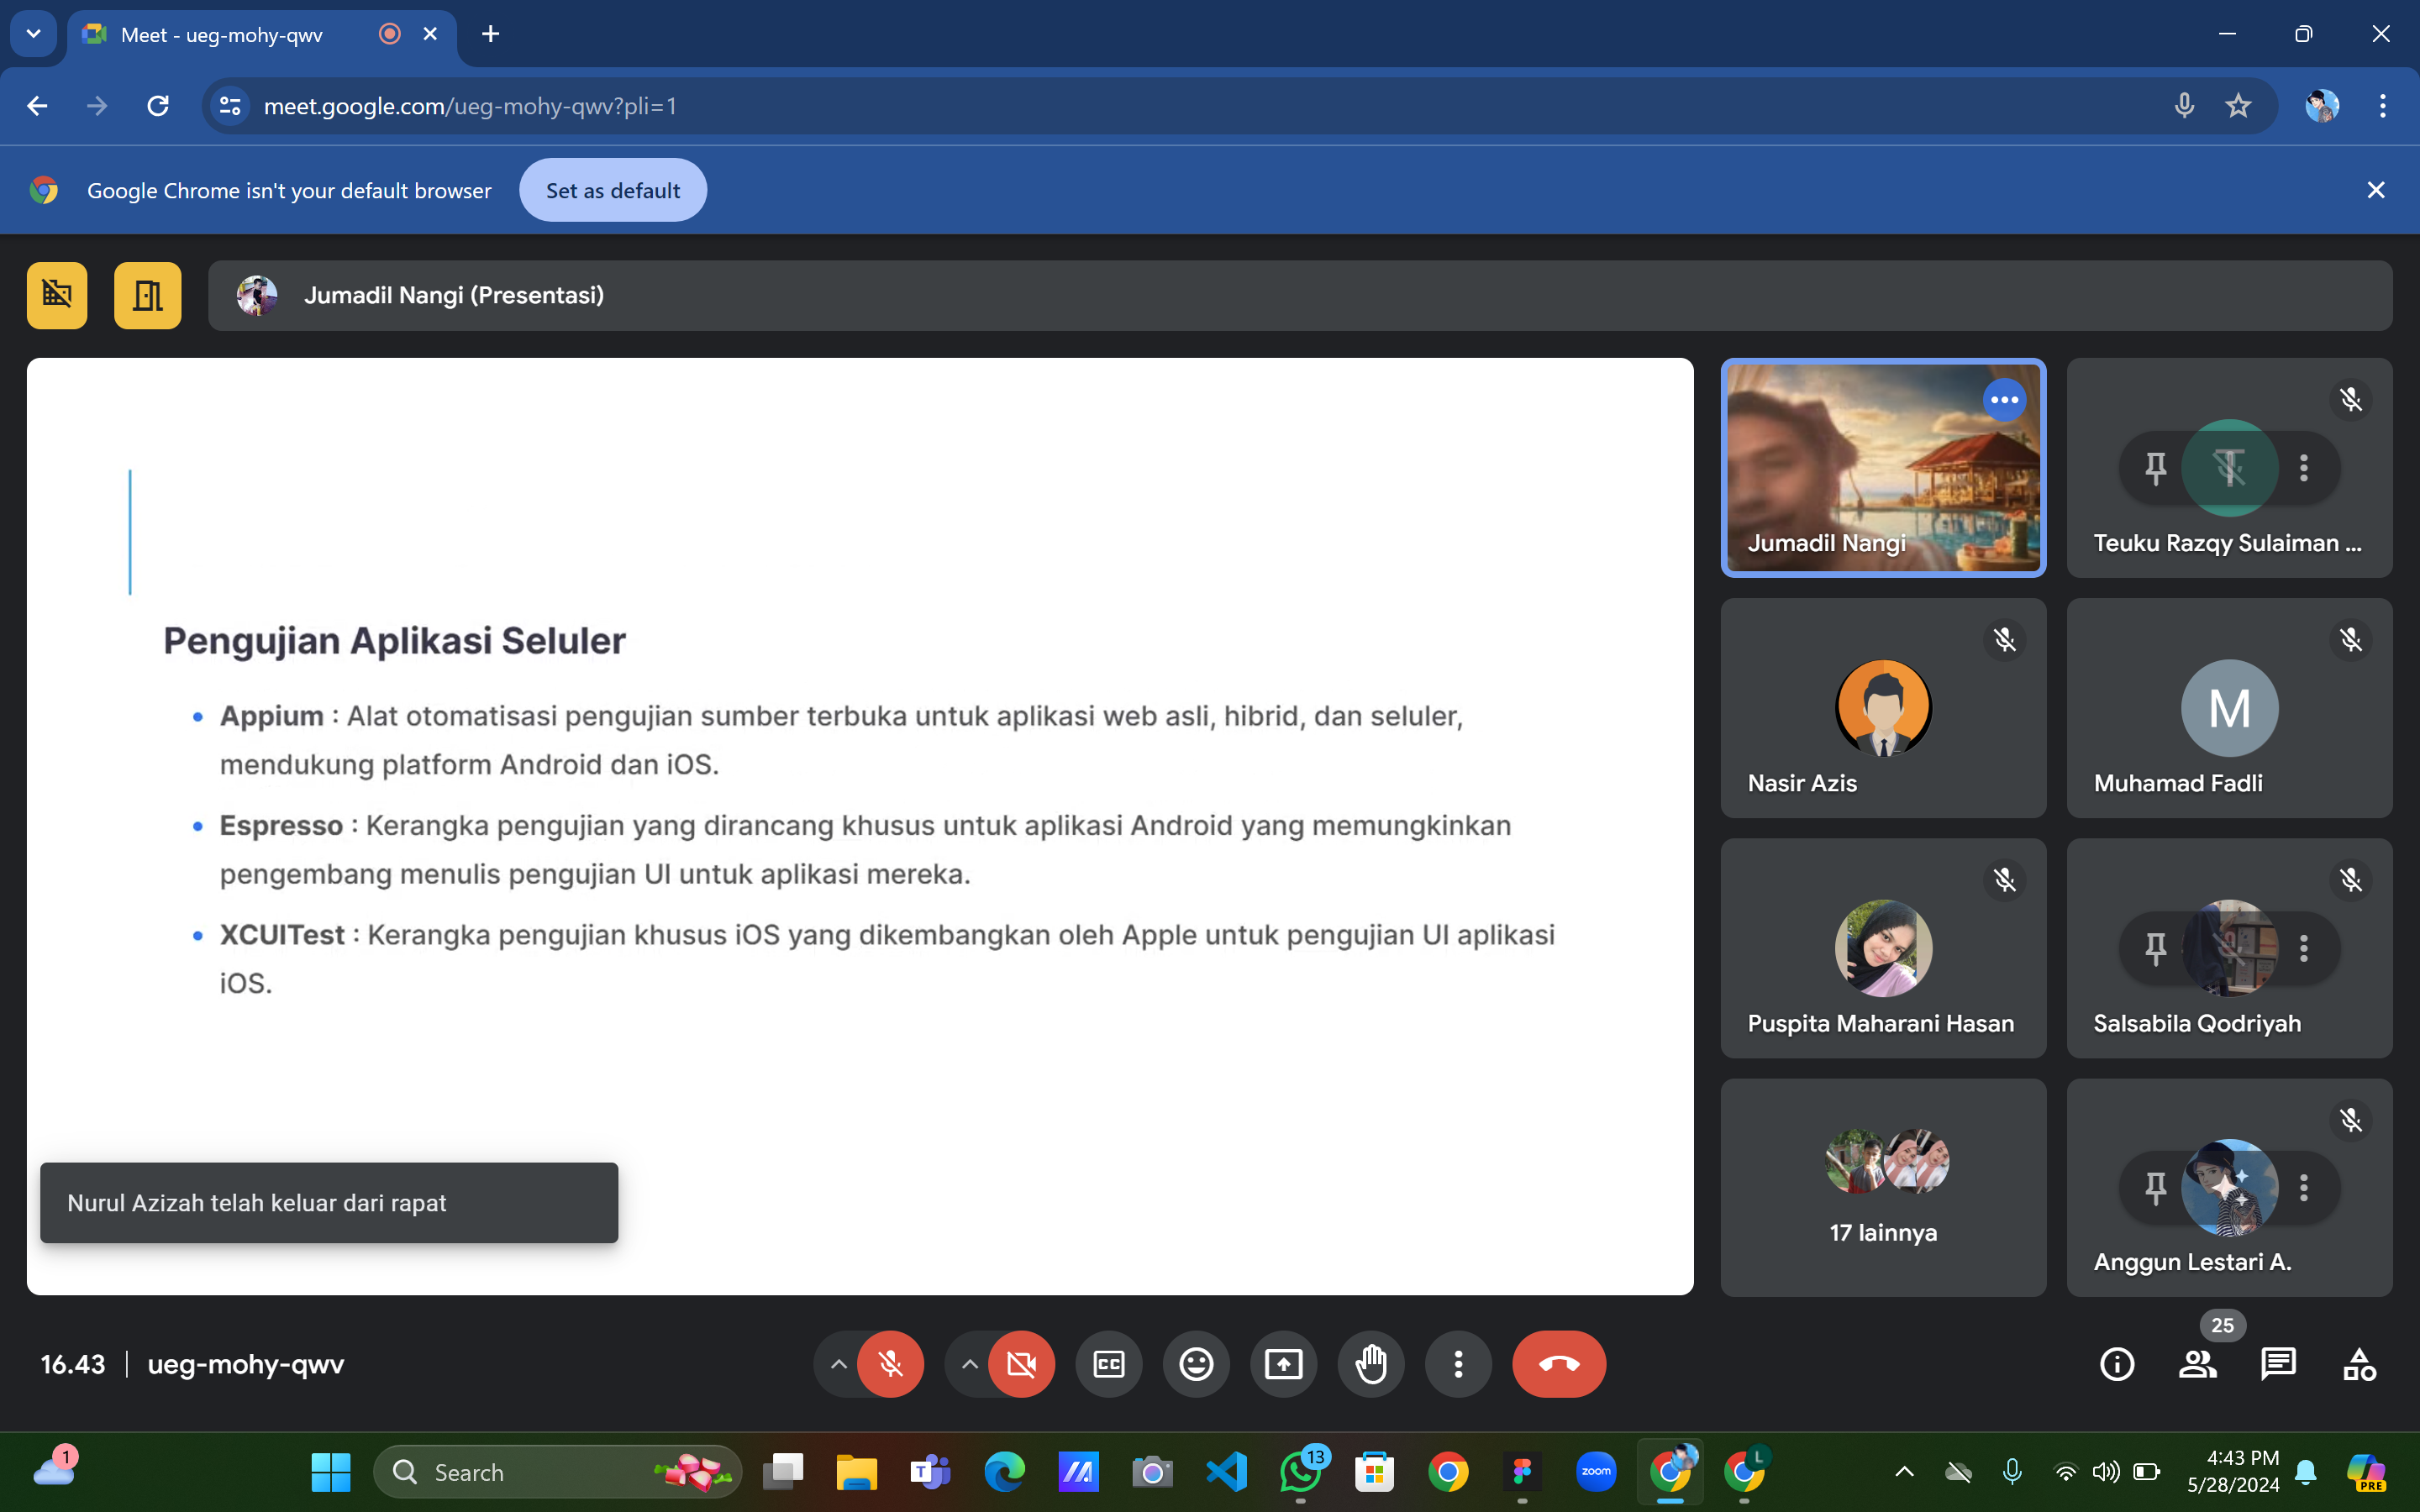 Meet - ueg-mohy-qwv
meet.google.com/ueg-mohy-qwv?pli=1
Google Chrome isn't your default browser
Set as default
Jumadil Nangi (Presentasi)
Pengujian Aplikasi Seluler
Appium : Alat otomatisasi pengujian sumber terbuka untuk aplikasi web asli, hibrid, dan seluler,
mendukung platform Android dan iOS.
Espresso : Kerangka pengujian yang dirancang khusus untuk aplikasi Android yang memungkinkan
pengembang menulis pengujian UI untuk aplikasi mereka.
XCUITest : Kerangka pengujian khusus iOS yang dikembangkan oleh Apple untuk pengujian UI aplikasi
iOS.
Nurul Azizah telah keluar dari rapat
Jumadil Nangi
T
Teuku Razqy Sulaiman ...
Nasir Azis
M
Muhamad Fadli
Puspita Maharani Hasan
Salsabila Qodriyah
17 lainnya
Anggun Lestari A.
16.43
ueg-mohy-qwv
CC
25
1
Search
T
13
zoom
L
4:43 PM
5/28/2024
PRE